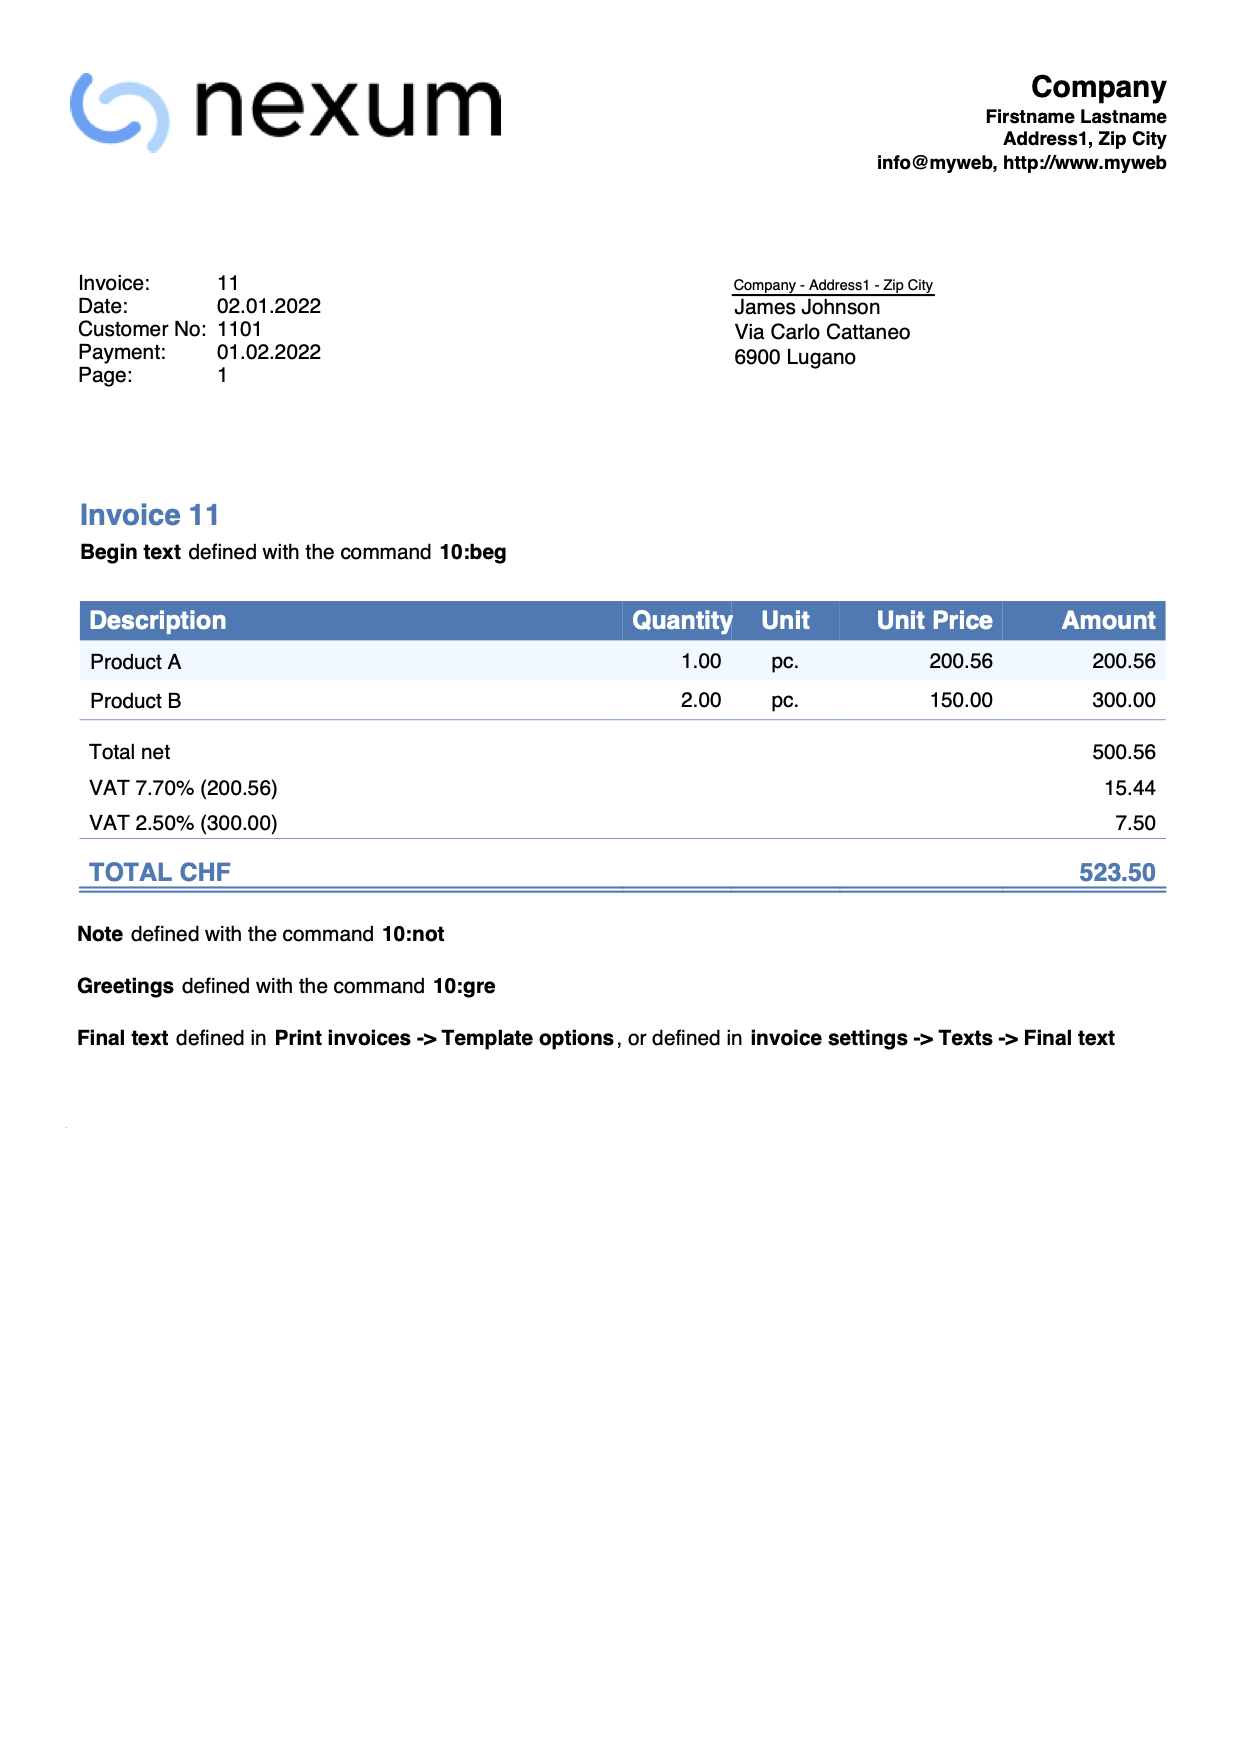 nexum
Company
Firstname Lastname
Address1, Zip City
info@myweb, http://www.myweb
Invoice: 11
Date: 02.01.2022
Customer No: 1101
Payment: 01.02.2022
Page: 1
Company - Address1 - Zip City
James Johnson
Via Carlo Cattaneo
6900 Lugano
Invoice 11
Begin text defined with the command 10:beg
Description Quantity Unit Unit Price Amount
Product A 1.00 pc. 200.56 200.56
Product B 2.00 pc. 150.00 300.00
Total net 500.56
VAT 7.70% (200.56) 15.44
VAT 2.50% (300.00) 7.50
TOTAL CHF 523.50
Note defined with the command 10:not
Greetings defined with the command 10:gre
Final text defined in Print invoices -> Template options, or defined in invoice settings -> Texts -> Final text